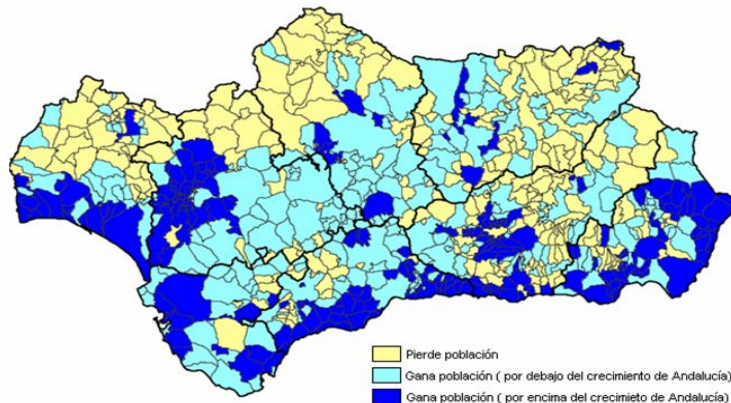 Pierde población
Gana población ( por debajo del crecimiento de Andalucía)
Gana población ( por encima del crecimieto de Andalucía)